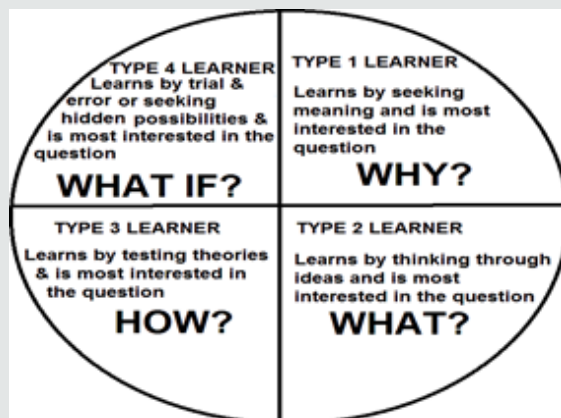 TYPE 4 LEARNER
Learns by trial &
error or seeking
hidden possibilities &
is most interested in the
question
WHAT IF?
TYPE 1 LEARNER
Learns by seeking
meaning and is most
interested in the
question
WHY?
TYPE 3 LEARNER
Learns by testing theories
& is most interested in
the question
HOW?
TYPE 2 LEARNER
Learns by thinking through
ideas and is most
interested in the question
WHAT?